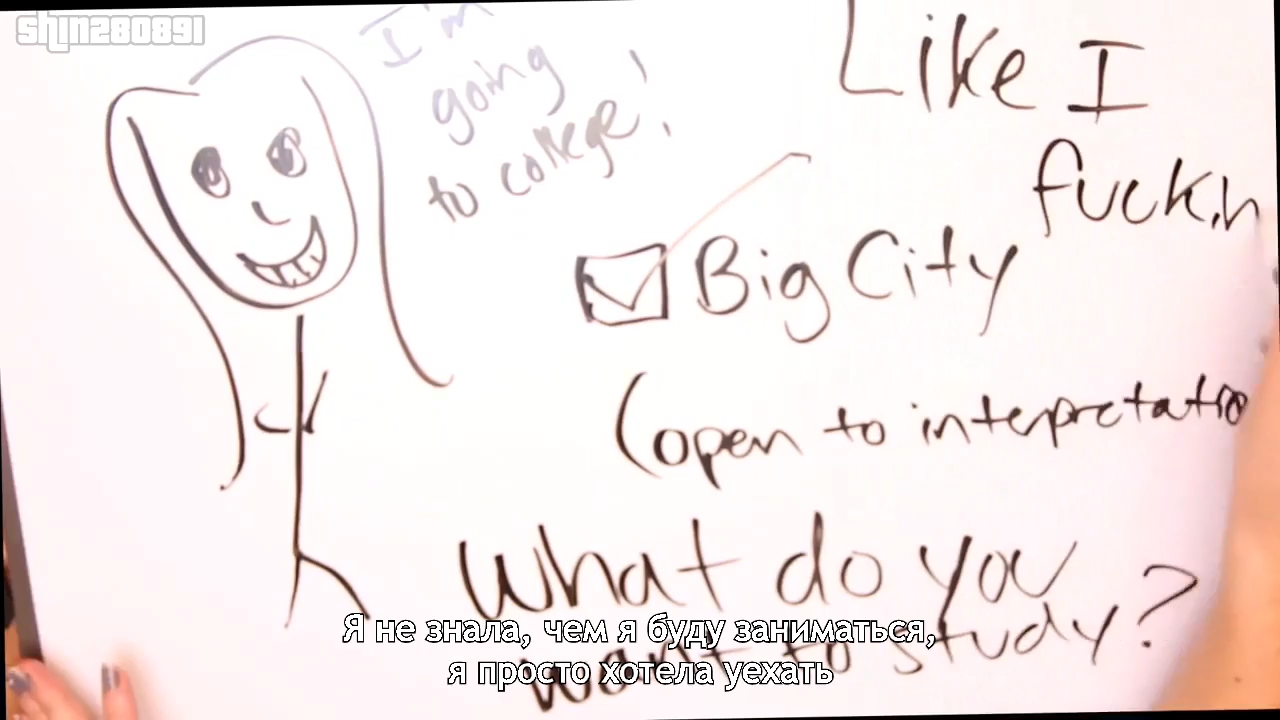 shin280891
I'm
going
to college!
Like I
fuckin
Big City
(open to interpretatio
What do you
want to study?
Я не знала, чем я буду заниматься,
я просто хотела уехать